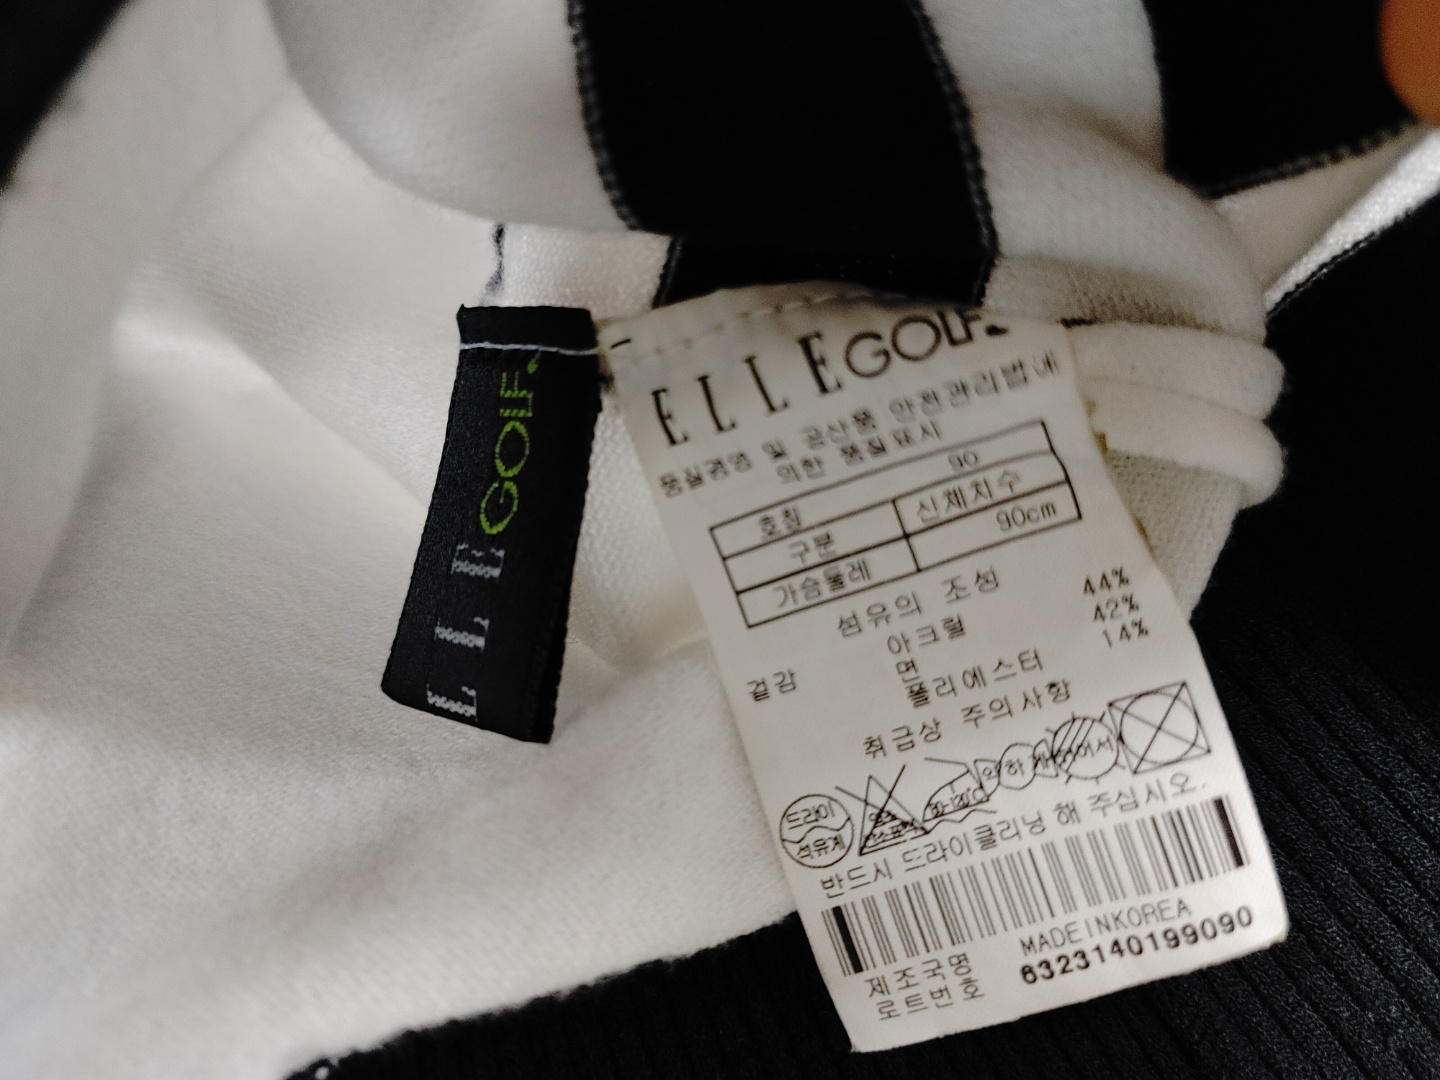 ELLE GOLF.
ELLE GOLF.
품질경영 및 공산품 안전관리법에
의한 품질표시
호칭 90
구분 신체치수
가슴둘레 90cm
섬유의 조성
겉감 아크릴 44%
면 42%
폴리에스터 14%
취급상 주의사항
드라이
석유계
약하게
반드시 드라이클리닝 해 주십시오.
제조국명 MADE IN KOREA
로트번호 6323140199090